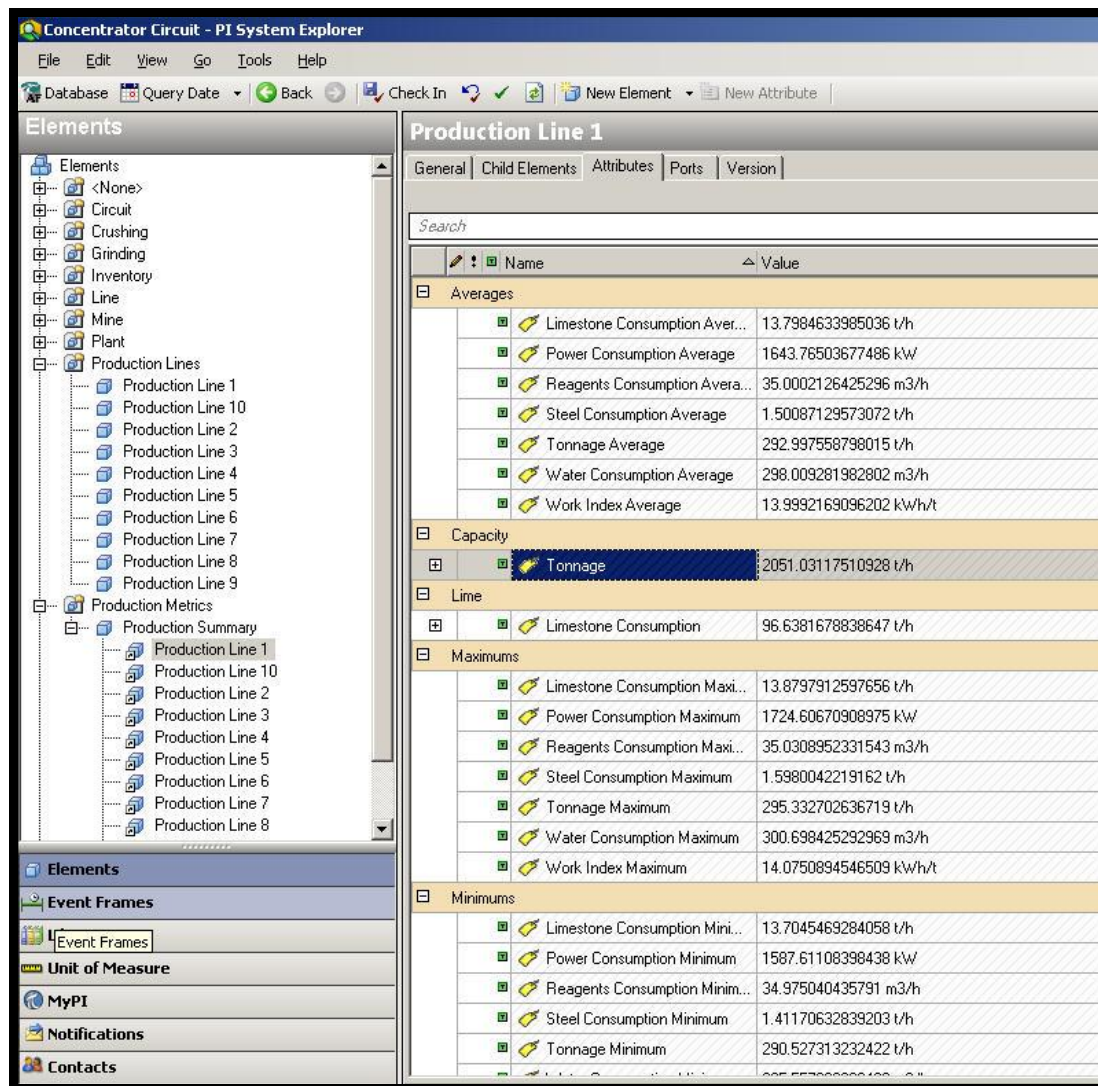 Concentrator Circuit - PI System Explorer
File Edit View Go Tools Help
Database Query Date Back Check In New Element New Attribute
Elements
Elements
<None>
Circuit
Crushing
Grinding
Inventory
Line
Mine
Plant
Production Lines
Production Line 1
Production Line 10
Production Line 2
Production Line 3
Production Line 4
Production Line 5
Production Line 6
Production Line 7
Production Line 8
Production Line 9
Production Metrics
Production Summary
Production Line 1
Production Line 10
Production Line 2
Production Line 3
Production Line 4
Production Line 5
Production Line 6
Production Line 7
Production Line 8
Elements
Event Frames
Event Frames
Unit of Measure
MyPI
Notifications
Contacts
Production Line 1
General Child Elements Attributes Ports Version
Search
Name Value
Averages
Limestone Consumption Aver... 13.7984633985036 t/h
Power Consumption Average 1643.76503677486 kW
Reagents Consumption Avera... 35.0002126425296 m3/h
Steel Consumption Average 1.50087129573072 t/h
Tonnage Average 292.997558798015 t/h
Water Consumption Average 298.009281982802 m3/h
Work Index Average 13.9992169096202 kWh/t
Capacity
Tonnage 2051.03117510928 t/h
Lime
Limestone Consumption 96.6381678838647 t/h
Maximums
Limestone Consumption Maxi... 13.8797912597656 t/h
Power Consumption Maximum 1724.60670908975 kW
Reagents Consumption Maxi... 35.0308952331543 m3/h
Steel Consumption Maximum 1.5980042219162 t/h
Tonnage Maximum 295.332702636719 t/h
Water Consumption Maximum 300.698425292969 m3/h
Work Index Maximum 14.0750894546509 kWh/t
Minimums
Limestone Consumption Mini... 13.704546928 4058 t/h
Power Consumption Minimum 1587.61108398438 kW
Reagents Consumption Minim... 34.975040435791 m3/h
Steel Consumption Minimum 1.41170632839203 t/h
Tonnage Minimum 290.527313232422 t/h